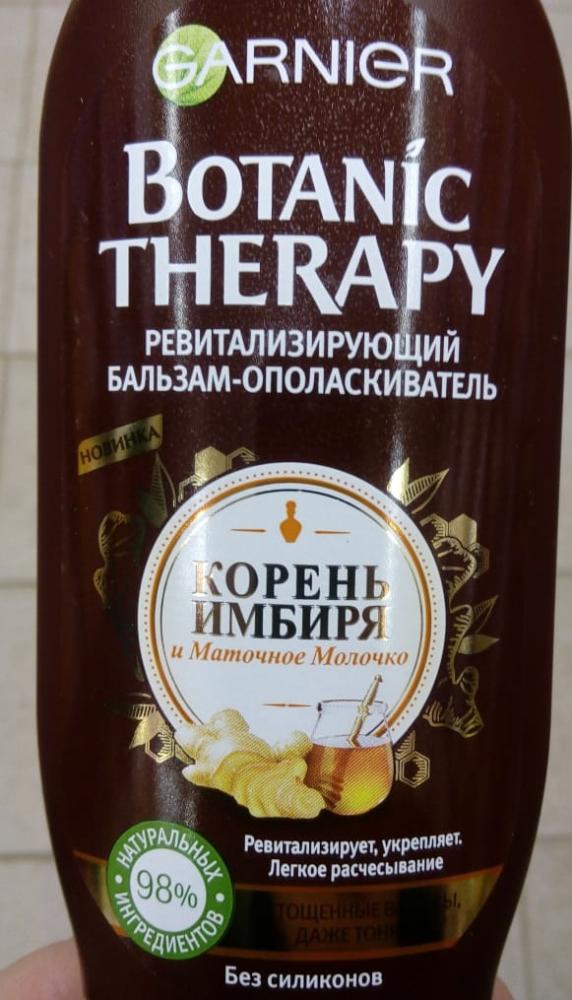 GARNIER
BOTANIC
THERAPY
РЕВИТАЛИЗИРУЮЩИЙ
БАЛЬЗАМ-ОПОЛАСКИВАТЕЛЬ
НОВИНКА
КОРЕНЬ
ИМБИРЯ
и Маточное Молочко
Ревитализирует, укрепляет.
Легкое расчесывание
НАТУРАЛЬНЫХ
98%
ИНГРЕДИЕНТОВ
ДАЖЕ
Без силиконов